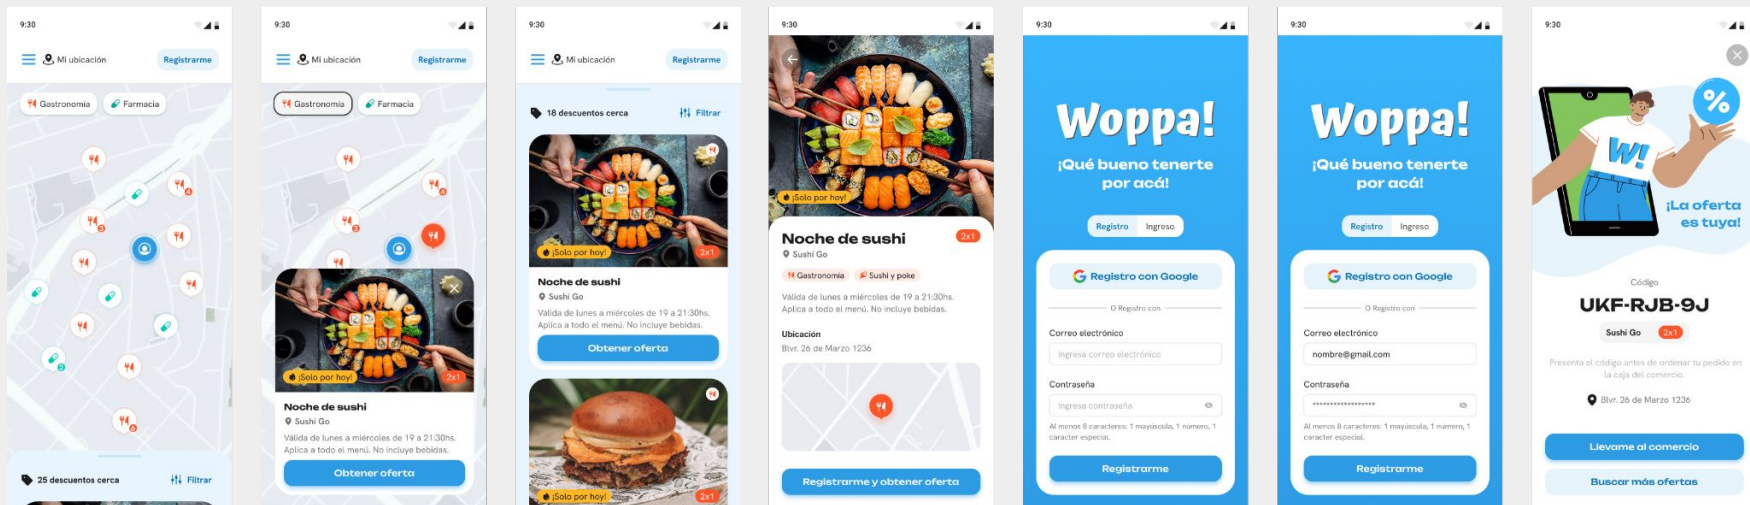 9:30
Mi ubicación
Registrarme
Gastronomía
Farmacia
4
3
2
6
25 descuentos cerca
Filtrar
9:30
Mi ubicación
Registrarme
Gastronomía
Farmacia
4
3
¡Solo por hoy!
2x1
Noche de sushi
Sushi Go
Válida de lunes a miércoles de 19 a 21:30hs.
Aplica a todo el menú. No incluye bebidas.
Obtener oferta
9:30
Mi ubicación
Registrarme
18 descuentos cerca
Filtrar
¡Solo por hoy!
2x1
Noche de sushi
Sushi Go
Válida de lunes a miércoles de 19 a 21:30hs.
Aplica a todo el menú. No incluye bebidas.
Obtener oferta
¡Solo por hoy!
2x1
9:30
¡Solo por hoy!
Noche de sushi
2x1
Sushi Go
Gastronomía
Sushi y poke
Válida de lunes a miércoles de 19 a 21:30hs.
Aplica a todo el menú. No incluye bebidas.
Ubicación
Blvr. 26 de Marzo 1236
Registrarme y obtener oferta
9:30
Woppa!
¡Qué bueno tenerte
por acá!
Registro Ingreso
Registro con Google
O Registro con
Correo electrónico
Ingresa correo electrónico
Contraseña
Ingresa contraseña
Al menos 8 caracteres: 1 mayúscula, 1 número, 1
caracter especial.
Registrarme
9:30
Woppa!
¡Qué bueno tenerte
por acá!
Registro Ingreso
Registro con Google
O Registro con
Correo electrónico
nombre@gmail.com
Contraseña
******************
Al menos 8 caracteres: 1 mayúscula, 1 número, 1
caracter especial.
Registrarme
9:30
%
W!
¡La oferta
es tuya!
Código
UKF-RJB-9J
Sushi Go 2x1
Presenta el código antes de ordenar tu pedido en
la caja del comercio.
Blvr. 26 de Marzo 1236
Llevame al comercio
Buscar más ofertas